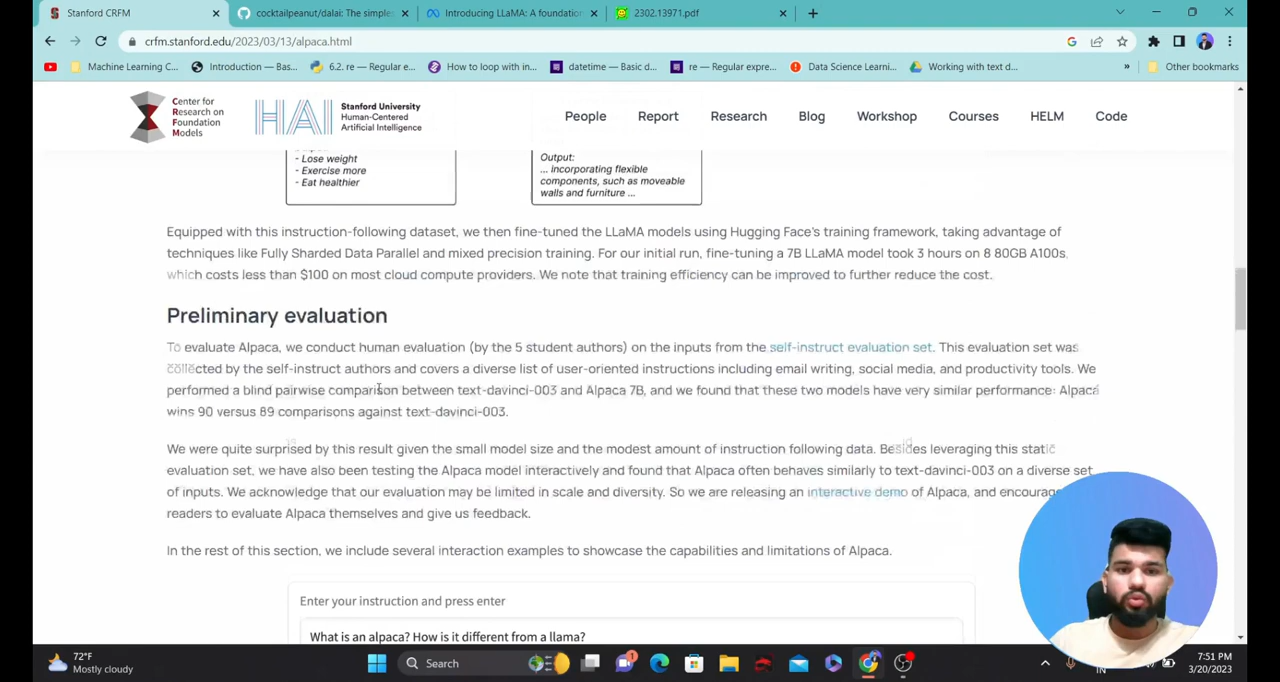 Stanford CRFM
cocktailpeanut/dalai: The simples
Introducing LLaMA: A foundation
2302.13971.pdf
crfm.stanford.edu/2023/03/13/alpaca.html
Machine Learning C...
Introduction — Bas...
6.2. re — Regular e...
How to loop with in...
datetime — Basic d...
re — Regular expre...
Data Science Learni...
Working with text d...
»
Other bookmarks
Center for
Research on
Foundation
Models
HAI
Stanford University
Human-Centered
Artificial Intelligence
People
Report
Research
Blog
Workshop
Courses
HELM
Code
- Lose weight
- Exercise more
- Eat healthier
Output:
... incorporating flexible
components, such as moveable
walls and furniture ...
Equipped with this instruction-following dataset, we then fine-tuned the LLaMA models using Hugging Face's training framework, taking advantage of
techniques like Fully Sharded Data Parallel and mixed precision training. For our initial run, fine-tuning a 7B LLaMA model took 3 hours on 8 80GB A100s,
which costs less than $100 on most cloud compute providers. We note that training efficiency can be improved to further reduce the cost.
Preliminary evaluation
To evaluate Alpaca, we conduct human evaluation (by the 5 student authors) on the inputs from the self-instruct evaluation set. This evaluation set was
collected by the self-instruct authors and covers a diverse list of user-oriented instructions including email writing, social media, and productivity tools. We
performed a blind pairwise comparison between text-davinci-003 and Alpaca 7B, and we found that these two models have very similar performance: Alpaca
wins 90 versus 89 comparisons against text-davinci-003.
We were quite surprised by this result given the small model size and the modest amount of instruction following data. Besides leveraging this static
evaluation set, we have also been testing the Alpaca model interactively and found that Alpaca often behaves similarly to text-davinci-003 on a diverse set
of inputs. We acknowledge that our evaluation may be limited in scale and diversity. So we are releasing an interactive demo of Alpaca, and encourage
readers to evaluate Alpaca themselves and give us feedback.
In the rest of this section, we include several interaction examples to showcase the capabilities and limitations of Alpaca.
Enter your instruction and press enter
What is an alpaca? How is it different from a llama?
72°F
Mostly cloudy
Search
1
IN
7:51 PM
3/20/2023